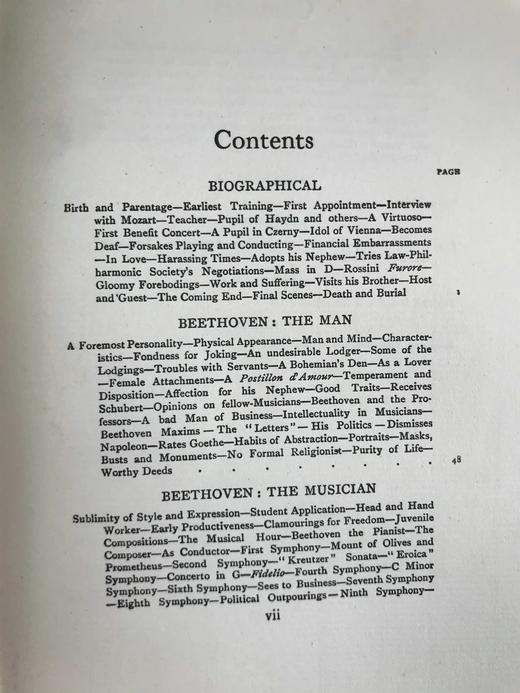 Contents
PAGE
BIOGRAPHICAL
Birth and Parentage—Earliest Training—First Appointment—Interview
with Mozart—Teacher—Pupil of Haydn and others—A Virtuoso—
First Benefit Concert—A Pupil in Czerny—Idol of Vienna—Becomes
Deaf—Forsakes Playing and Conducting—Financial Embarrassments
—In Love—Harassing Times—Adopts his Nephew—Tries Law—Phil-
harmonic Society's Negotiations—Mass in D—Rossini Furore—
Gloomy Forebodings—Work and Suffering—Visits his Brother—Host
and Guest—The Coming End—Final Scenes—Death and Burial
BEETHOVEN: THE MAN
A Foremost Personality—Physical Appearance—Man and Mind—Character-
istics—Fondness for Joking—An undesirable Lodger—Some of the
Lodgings—Troubles with Servants—A Bohemian's Den—As a Lover
—Female Attachments—A Postillon d'Amour—Temperament and
Disposition—Affection for his Nephew—Good Traits—Receives
Schubert—Opinions on fellow-Musicians—Beethoven and the Pro-
fessors—A bad Man of Business—Intellectuality in Musicians—
Beethoven Maxims—The "Letters"—His Politics—Dismisses
Napoleon—Rates Goethe—Habits of Abstraction—Portraits—Masks,
Busts and Monuments—No Formal Religionist—Purity of Life—
Worthy Deeds . . . . . . . . 48
BEETHOVEN: THE MUSICIAN
Sublimity of Style and Expression—Student Application—Head and Hand
Worker—Early Productiveness—Clamourings for Freedom—Juvenile
Compositions—The Musical Hour—Beethoven the Pianist—The
Composer—As Conductor—First Symphony—Mount of Olives and
Prometheus—Second Symphony—"Kreutzer" Sonata—"Eroica"
Symphony—Concerto in G—Fidelio—Fourth Symphony—C Minor
Symphony—Sixth Symphony—Sees to Business—Seventh Symphony
—Eighth Symphony—Political Outpourings—Ninth Symphony—
vii